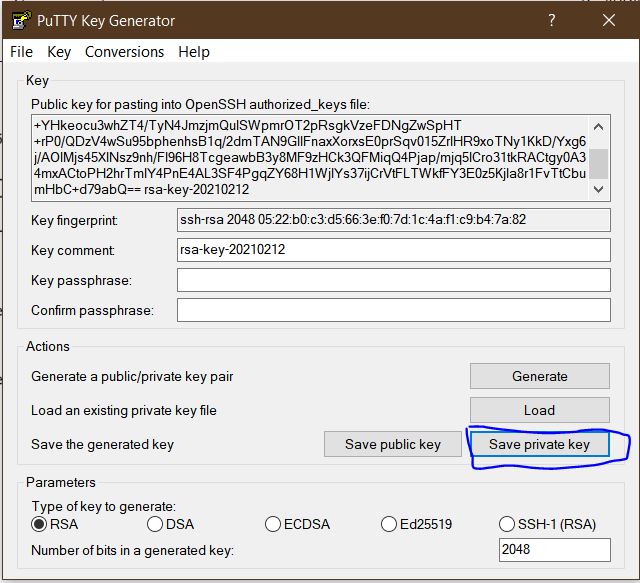 PuTTY Key Generator
? ×
File Key Conversions Help
Key
Public key for pasting into OpenSSH authorized_keys file:
+YHkeocu3whZT4/TyN4JmzjmQulSWpmrOT2pRsgkVzeFDNgZwSpHT
+rP0/QDzV4wSu95bphenhsB1q/2dmTAN9GIlFnaxXorxsE0prSqv015ZrlHR9xoTNy1KkD/Yxg6
j/AOlMjs45XlNsz9nh/Fl96H8TcgeawbB3y8MF9zHCk3QFMiqQ4Pjap/mjq5lCro31tkRACtgy0A3
4mxACtoPH2hrTmlY4PnE4AL3SF4PgqZY68H1WjlYs37ijCrVtFLTWkfFY3E0z5Kjla8r1FvTtCbu
mHbC+d79abQ== rsa-key-20210212
Key fingerprint: ssh-rsa 2048 05:22:b0:c3:d5:66:3e:f0:7d:1c:4a:f1:c9:b4:7a:82
Key comment: rsa-key-20210212
Key passphrase:
Confirm passphrase:
Actions
Generate a public/private key pair Generate
Load an existing private key file Load
Save the generated key Save public key Save private key
Parameters
Type of key to generate:
RSA DSA ECDSA Ed25519 SSH-1 (RSA)
Number of bits in a generated key: 2048